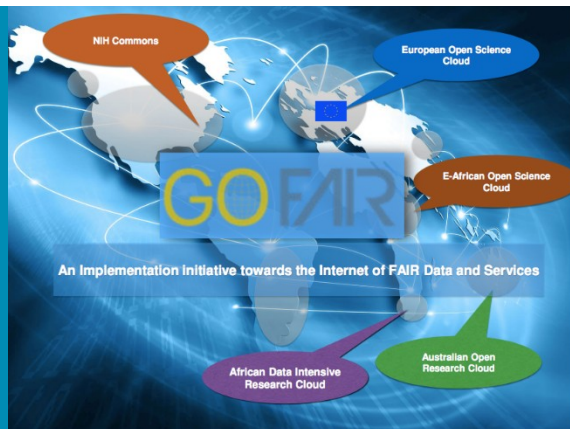 NIH Commons
European Open Science
Cloud
E-African Open Science
Cloud
GO FAIR
An Implementation initiative towards the Internet of FAIR Data and Services
African Data Intensive
Research Cloud
Australian Open
Research Cloud